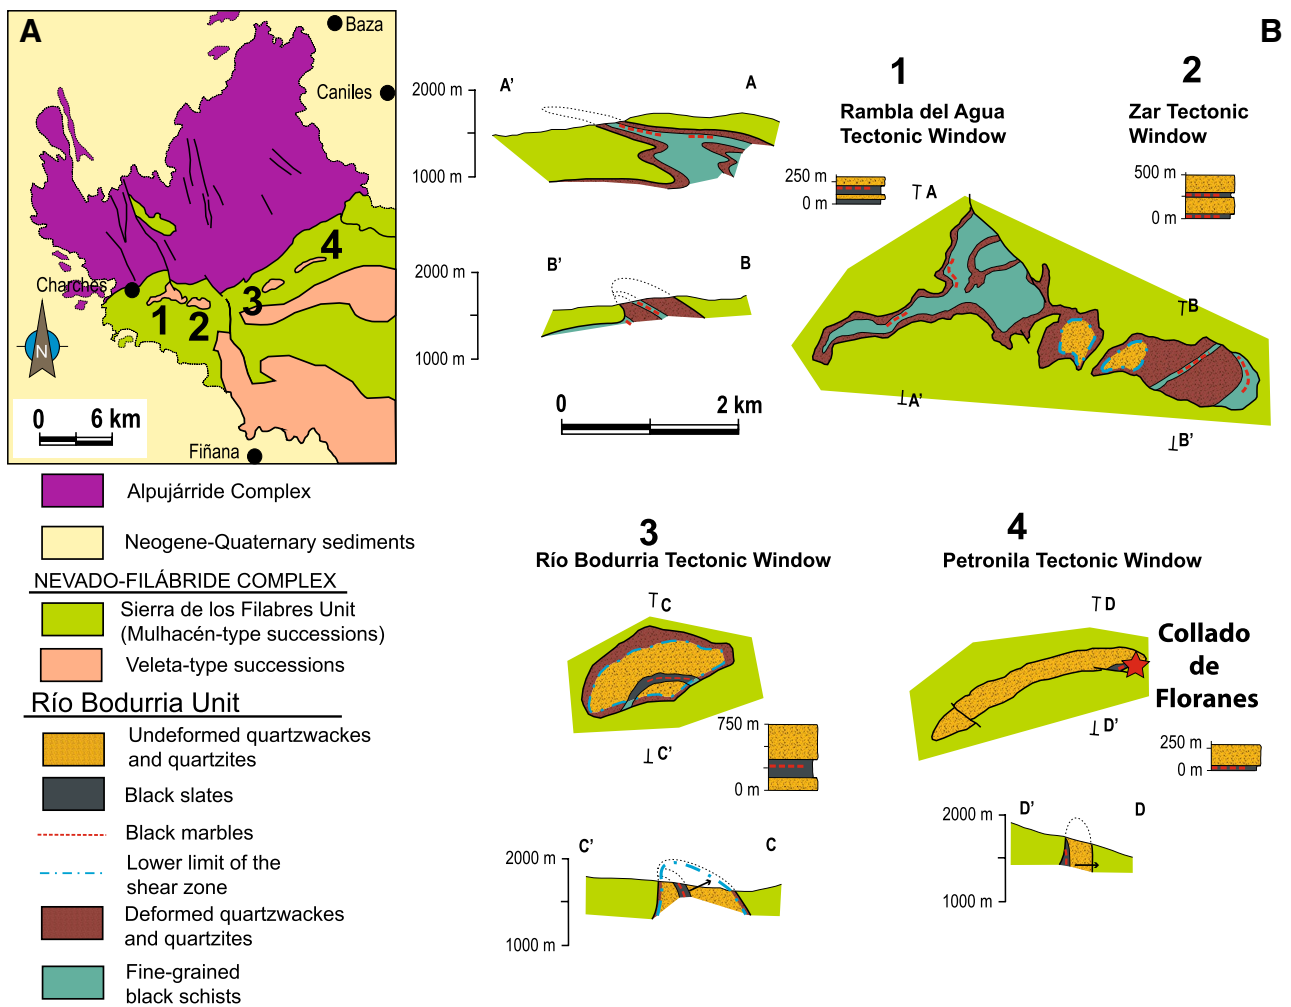 A
Baza
Caniles
Charches
1
2
3
4
N
0 6 km
Fiñana
Alpujárride Complex
Neogene-Quaternary sediments
NEVADO-FILÁBRIDE COMPLEX
Sierra de los Filabres Unit
(Mulhacén-type successions)
Veleta-type successions
Río Bodurria Unit
Undeformed quartzwackes
and quartzites
Black slates
Black marbles
Lower limit of the
shear zone
Deformed quartzwackes
and quartzites
Fine-grained
black schists
B
2000 m
1000 m
A'
A
2000 m
1000 m
B'
B
0 2 km
1
Rambla del Agua
Tectonic Window
250 m
0 m
2
Zar Tectonic
Window
500 m
0 m
A
A'
B
B'
3
Río Bodurria Tectonic Window
C
C'
750 m
0 m
C'
C
2000 m
1000 m
4
Petronila Tectonic Window
D
D'
Collado
de
Floranes
250 m
0 m
D'
D
2000 m
1000 m